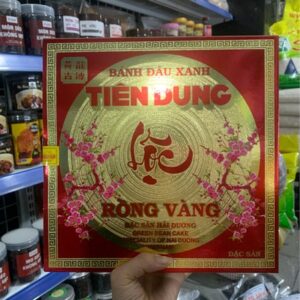 BÁNH ĐẬU XANH
TIÊN DUNG
Lộc
RỒNG VÀNG
ĐẶC SẢN HẢI DƯƠNG
GREEN BEAN CAKE
SPECIALITY OF HAI DUONG
ĐẶC SẢN